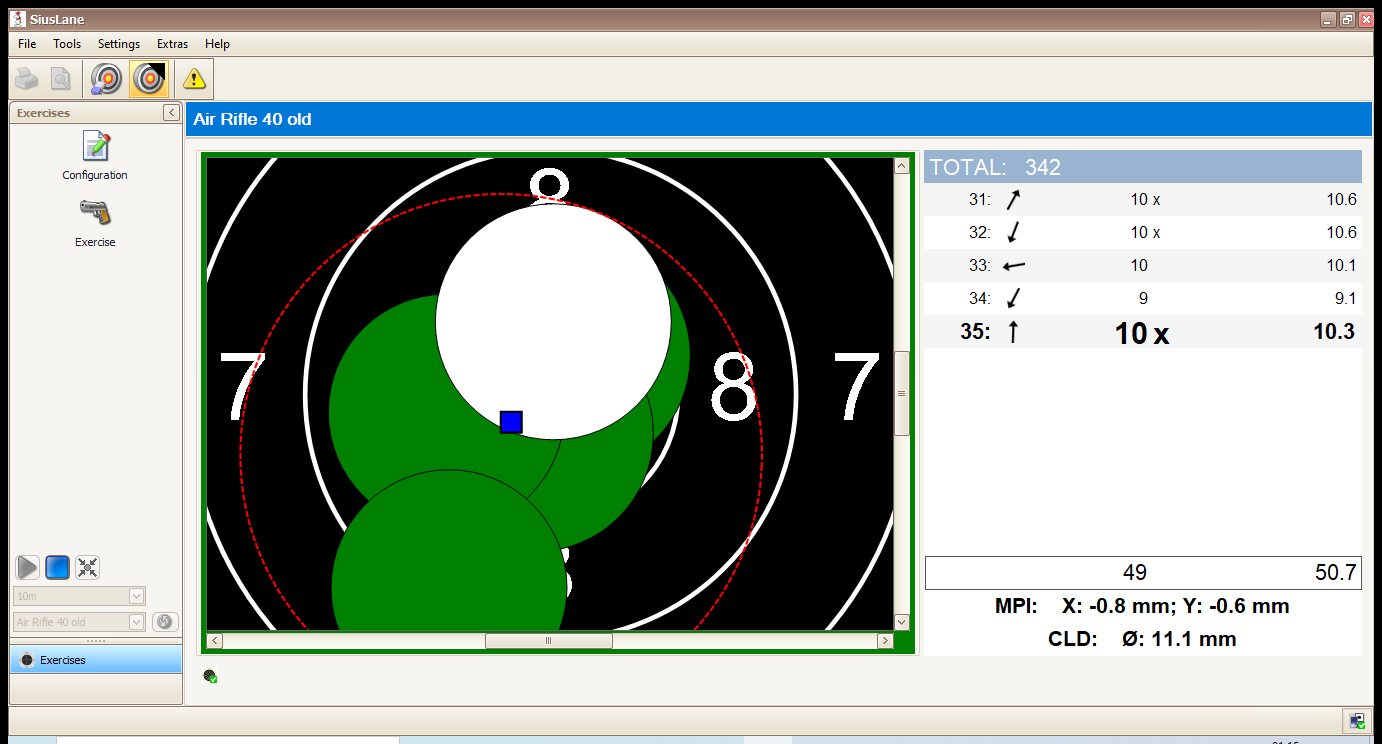 SiusLane
File Tools Settings Extras Help
Exercises
Configuration
Exercise
10m
Air Rifle 40 old
Exercises
Air Rifle 40 old
8
7 8 7
TOTAL: 342
31: 10 x 10.6
32: 10 x 10.6
33: 10 10.1
34: 9 9.1
35: 10 x 10.3
49 50.7
MPI: X: -0.8 mm; Y: -0.6 mm
CLD: Ø: 11.1 mm